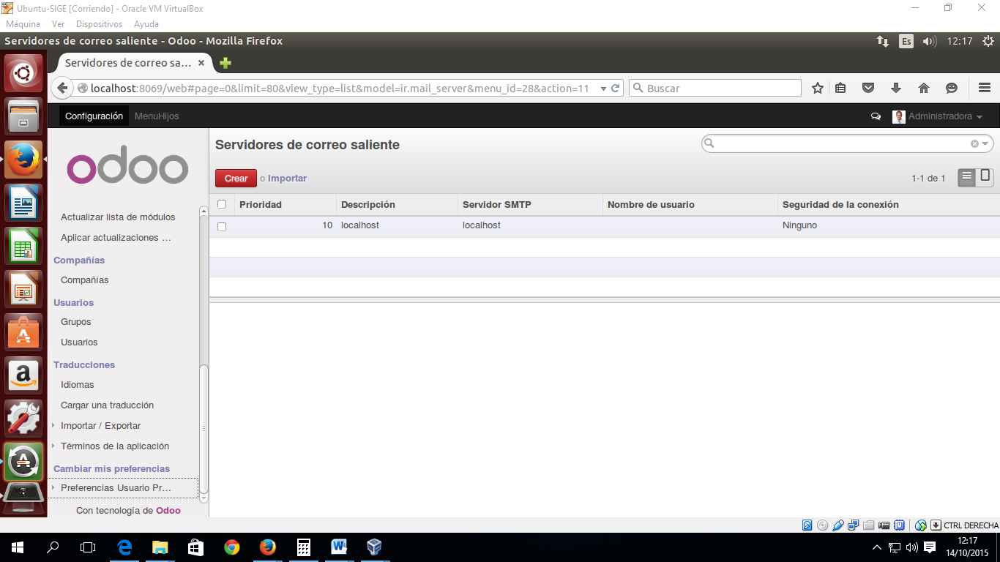 Ubuntu-SIGE [Corriendo] - Oracle VM VirtualBox
Máquina Ver Dispositivos Ayuda
Servidores de correo saliente - Odoo - Mozilla Firefox Es 12:17
Servidores de correo sa...
localhost:8069/web#page=0&limit=80&view_type=list&model=ir.mail_server&menu_id=28&action=11 Buscar
Configuración MenuHijos Administradora
odoo
Servidores de correo saliente
Crear o Importar 1-1 de 1
Prioridad Descripción Servidor SMTP Nombre de usuario Seguridad de la conexión
10 localhost localhost Ninguno
Actualizar lista de módulos
Aplicar actualizaciones ...
Compañías
Compañías
Usuarios
Grupos
Usuarios
Traducciones
Idiomas
Cargar una traducción
Importar / Exportar
Términos de la aplicación
Cambiar mis preferencias
Preferencias Usuario Pr...
Con tecnología de Odoo
CTRL DERECHA
12:17
14/10/2015